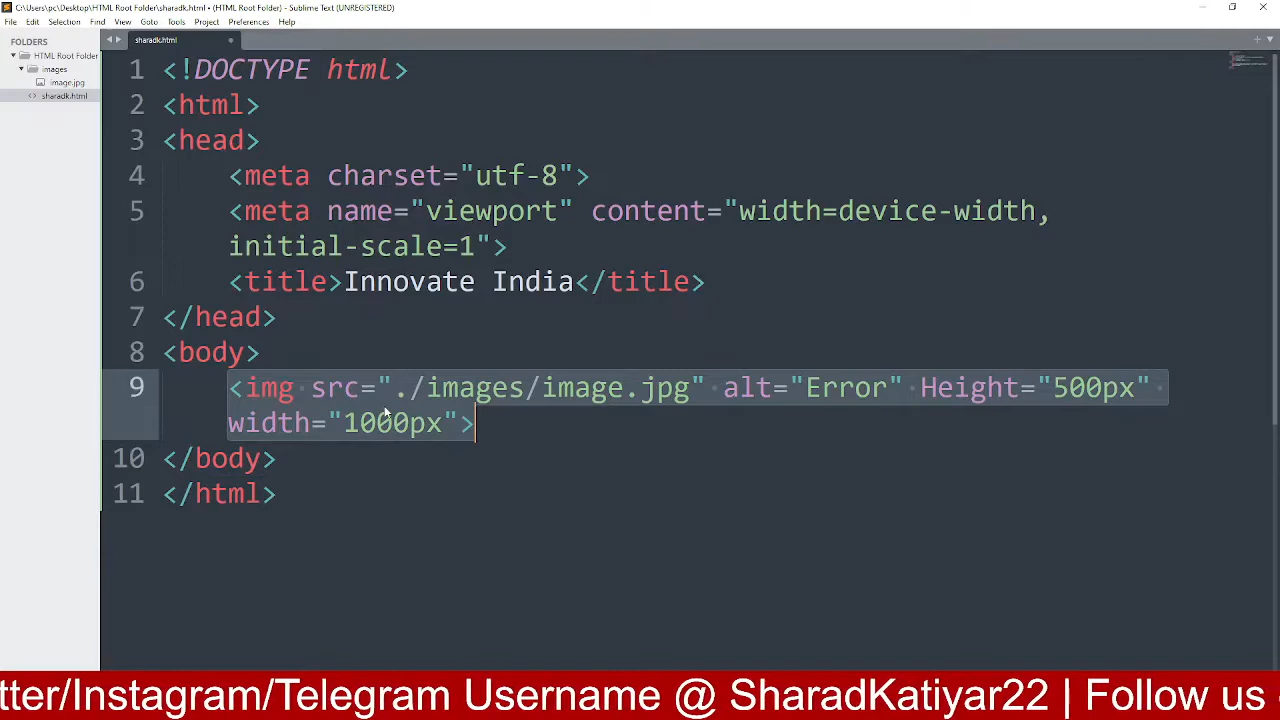 C:\Users\pc\Desktop\HTML Root Folder\sharadk.html • (HTML Root Folder) - Sublime Text (UNREGISTERED)
File Edit Selection Find View Goto Tools Project Preferences Help
FOLDERS
HTML Root Folder
images
image.jpg
sharadk.html
sharadk.html
1 <!DOCTYPE html>
2 <html>
3 <head>
4 <meta charset="utf-8">
5 <meta name="viewport" content="width=device-width,
initial-scale=1">
6 <title>Innovate India</title>
7 </head>
8 <body>
9 <img src="./images/image.jpg" alt="Error" Height="500px"
width="1000px">
10 </body>
11 </html>
tter/Instagram/Telegram Username @ SharadKatiyar22 | Follow us